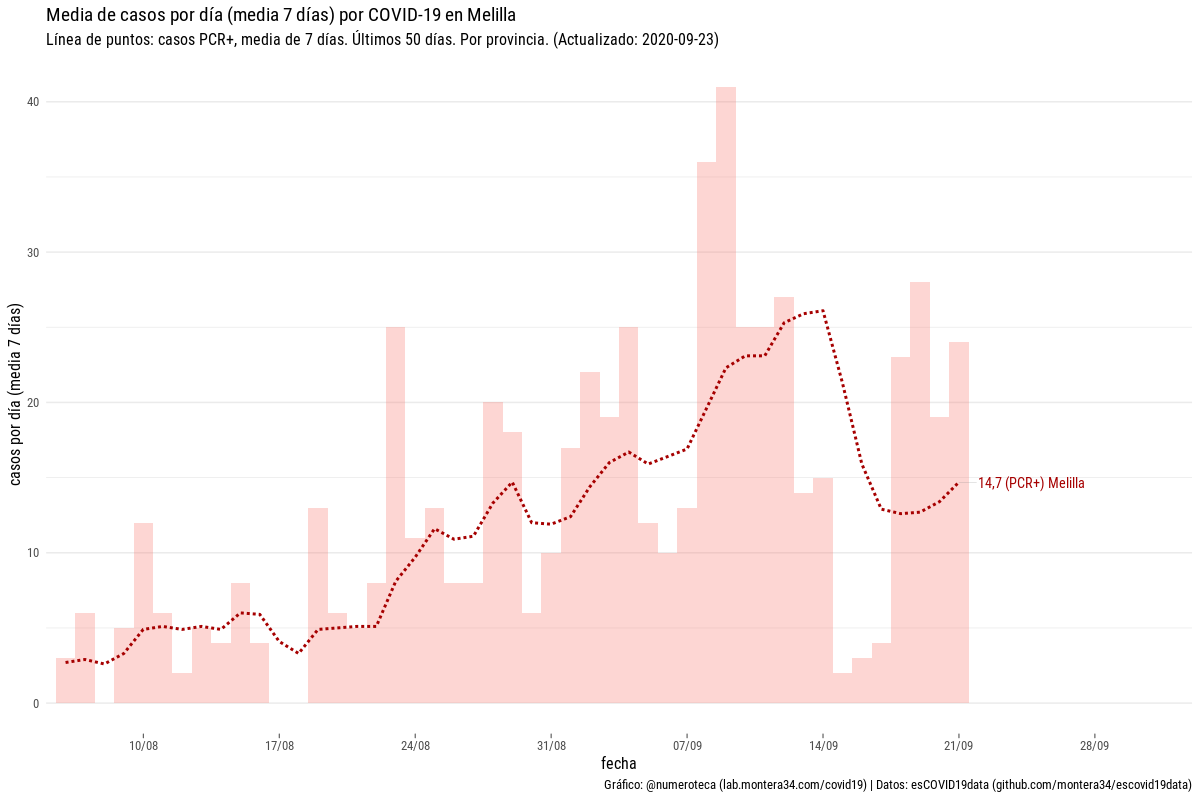 Media de casos por día (media 7 días) por COVID-19 en Melilla
Línea de puntos: casos PCR+, media de 7 días. Últimos 50 días. Por provincia. (Actualizado: 2020-09-23)
casos por día (media 7 días)
40
30
20
10
0
14,7 (PCR+) Melilla
10/08
17/08
24/08
31/08
07/09
14/09
21/09
28/09
fecha
Gráfico: @numeroteca (lab.montera34.com/covid19) | Datos: esCOVID19data (github.com/montera34/escovid19data)